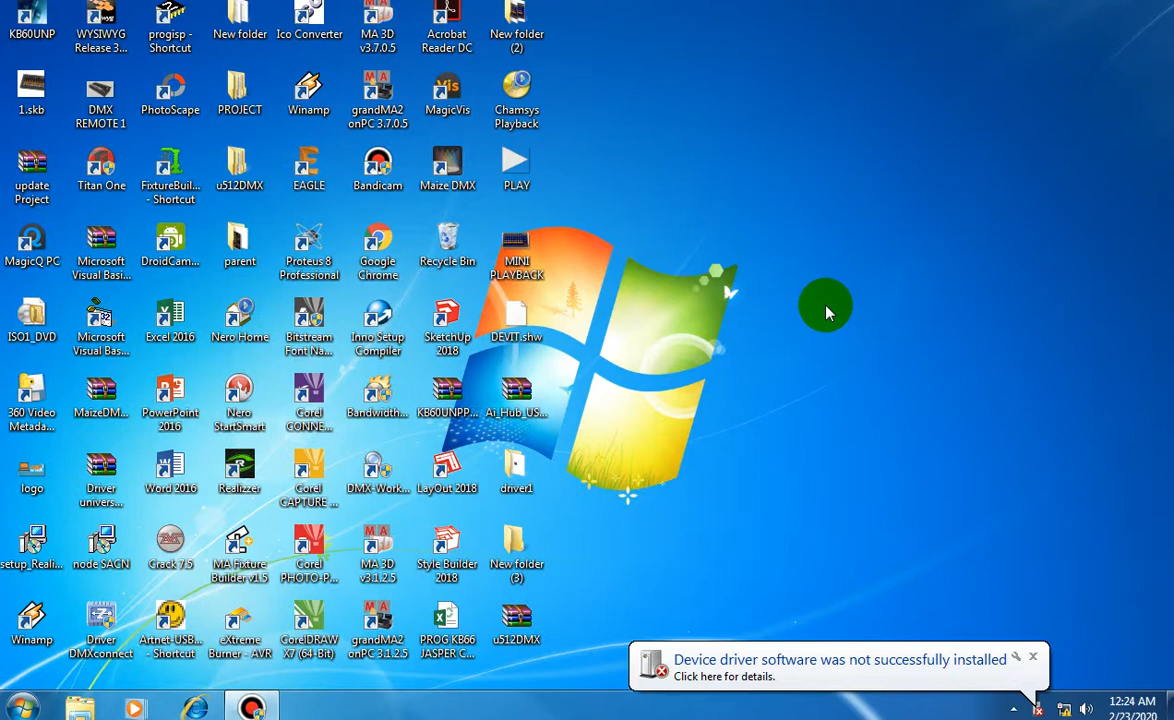 KB60UNP
WYSIWYG
Release 3...
progisp -
Shortcut
New folder
Ico Converter
MA 3D
v3.7.0.5
Acrobat
Reader DC
New folder
(2)
1.skb
DMX
REMOTE 1
PhotoScape
PROJECT
Winamp
grandMA2
onPC 3.7.0.5
MagicVis
Chamsys
Playback
update
Project
Titan One
FixtureBuil...
- Shortcut
u512DMX
EAGLE
Bandicam
Maize DMX
PLAY
MagicQ PC
Microsoft
Visual Basi...
DroidCam...
parent
Proteus 8
Professional
Google
Chrome
Recycle Bin
MINI
PLAYBACK
ISO1_DVD
Microsoft
Visual Bas...
Excel 2016
Nero Home
Bitstream
Font Na...
Inno Setup
Compiler
SketchUp
2018
DEVIT.shw
360 Video
Metada...
MaizeDM...
PowerPoint
2016
Nero
StartSmart
Corel
CONNE...
Bandwidth...
KB60UNPP...
Ai_Hub_US...
logo
Driver
univers...
Word 2016
Realizzer
Corel
CAPTURE ...
DMX-Work...
LayOut 2018
driver1
setup_Reali...
node SACN
Crack 7.5
MA Fixture
Builder v1.5
Corel
PHOTO-P...
MA 3D
v3.1.2.5
Style Builder
2018
New folder
(3)
Winamp
Driver
DMXconnect
Artnet-USB...
- Shortcut
eXtreme
Burner - AVR
CorelDRAW
X7 (64-Bit)
grandMA2
onPC 3.1.2.5
PROG KB66
JASPER C...
u512DMX
Device driver software was not successfully installed
Click here for details.
12:24 AM
2/23/2020